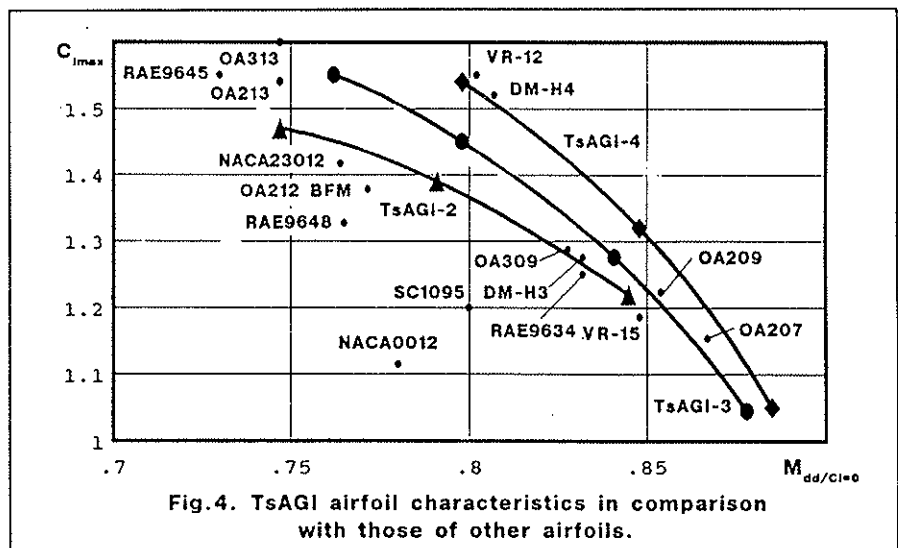 C lmax
OA313
VR-12
RAE9645
1.5
OA213
DM-H4
TsAGI-4
1.4
NACA23012
OA212 BFM
TsAGI-2
RAE9648
1.3
OA309
OA209
SC1095
DM-H3
1.2
RAE9634
VR-15
OA207
NACA0012
1.1
TsAGI-3
1
.7
.75
.8
.85
M dd/Cl=0
Fig.4. TsAGI airfoil characteristics in comparison
with those of other airfoils.